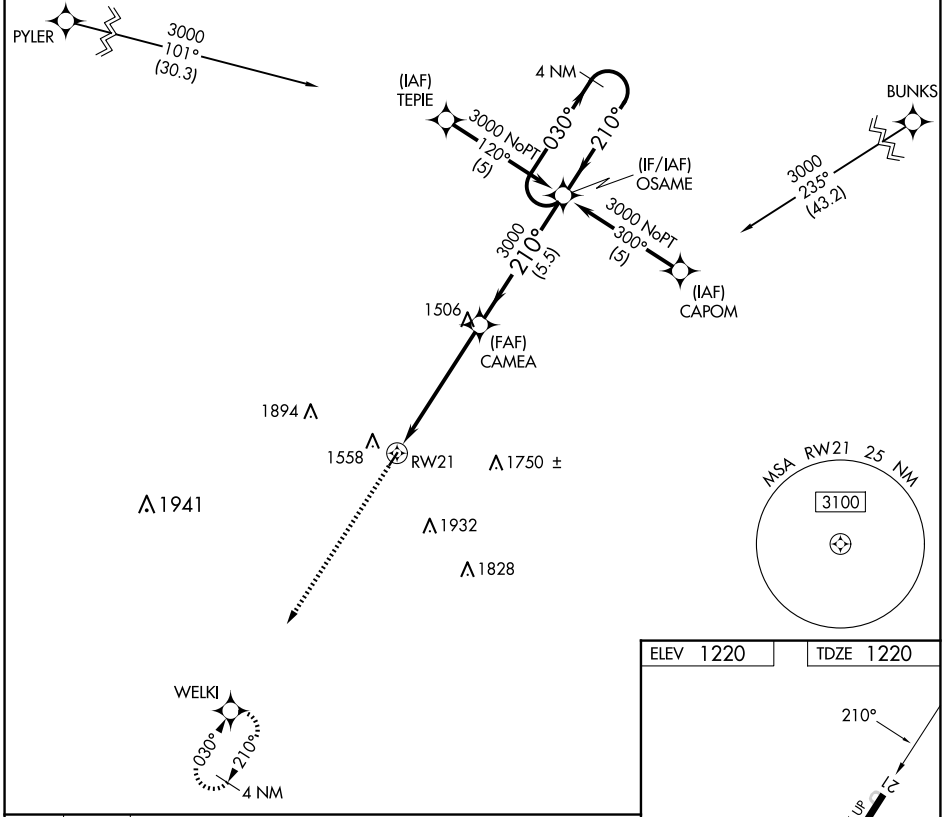 PYLER
3000
101°
(30.3)
(IAF)
TEPIE
3000 NoPT
120°
(5)
4 NM
030°
210°
(IF/IAF)
OSAME
BUNKS
3000
235°
(43.2)
3000 NoPT
300°
(5)
(IAF)
CAPOM
3000
210°
(5.5)
1506
(FAF)
CAMEA
1894
1558
RW21
1750 ±
1941
1932
1828
MSA RW21 25 NM
3100
WELKI
030°
210°
4 NM
ELEV 1220
TDZE 1220
210°
21
UP